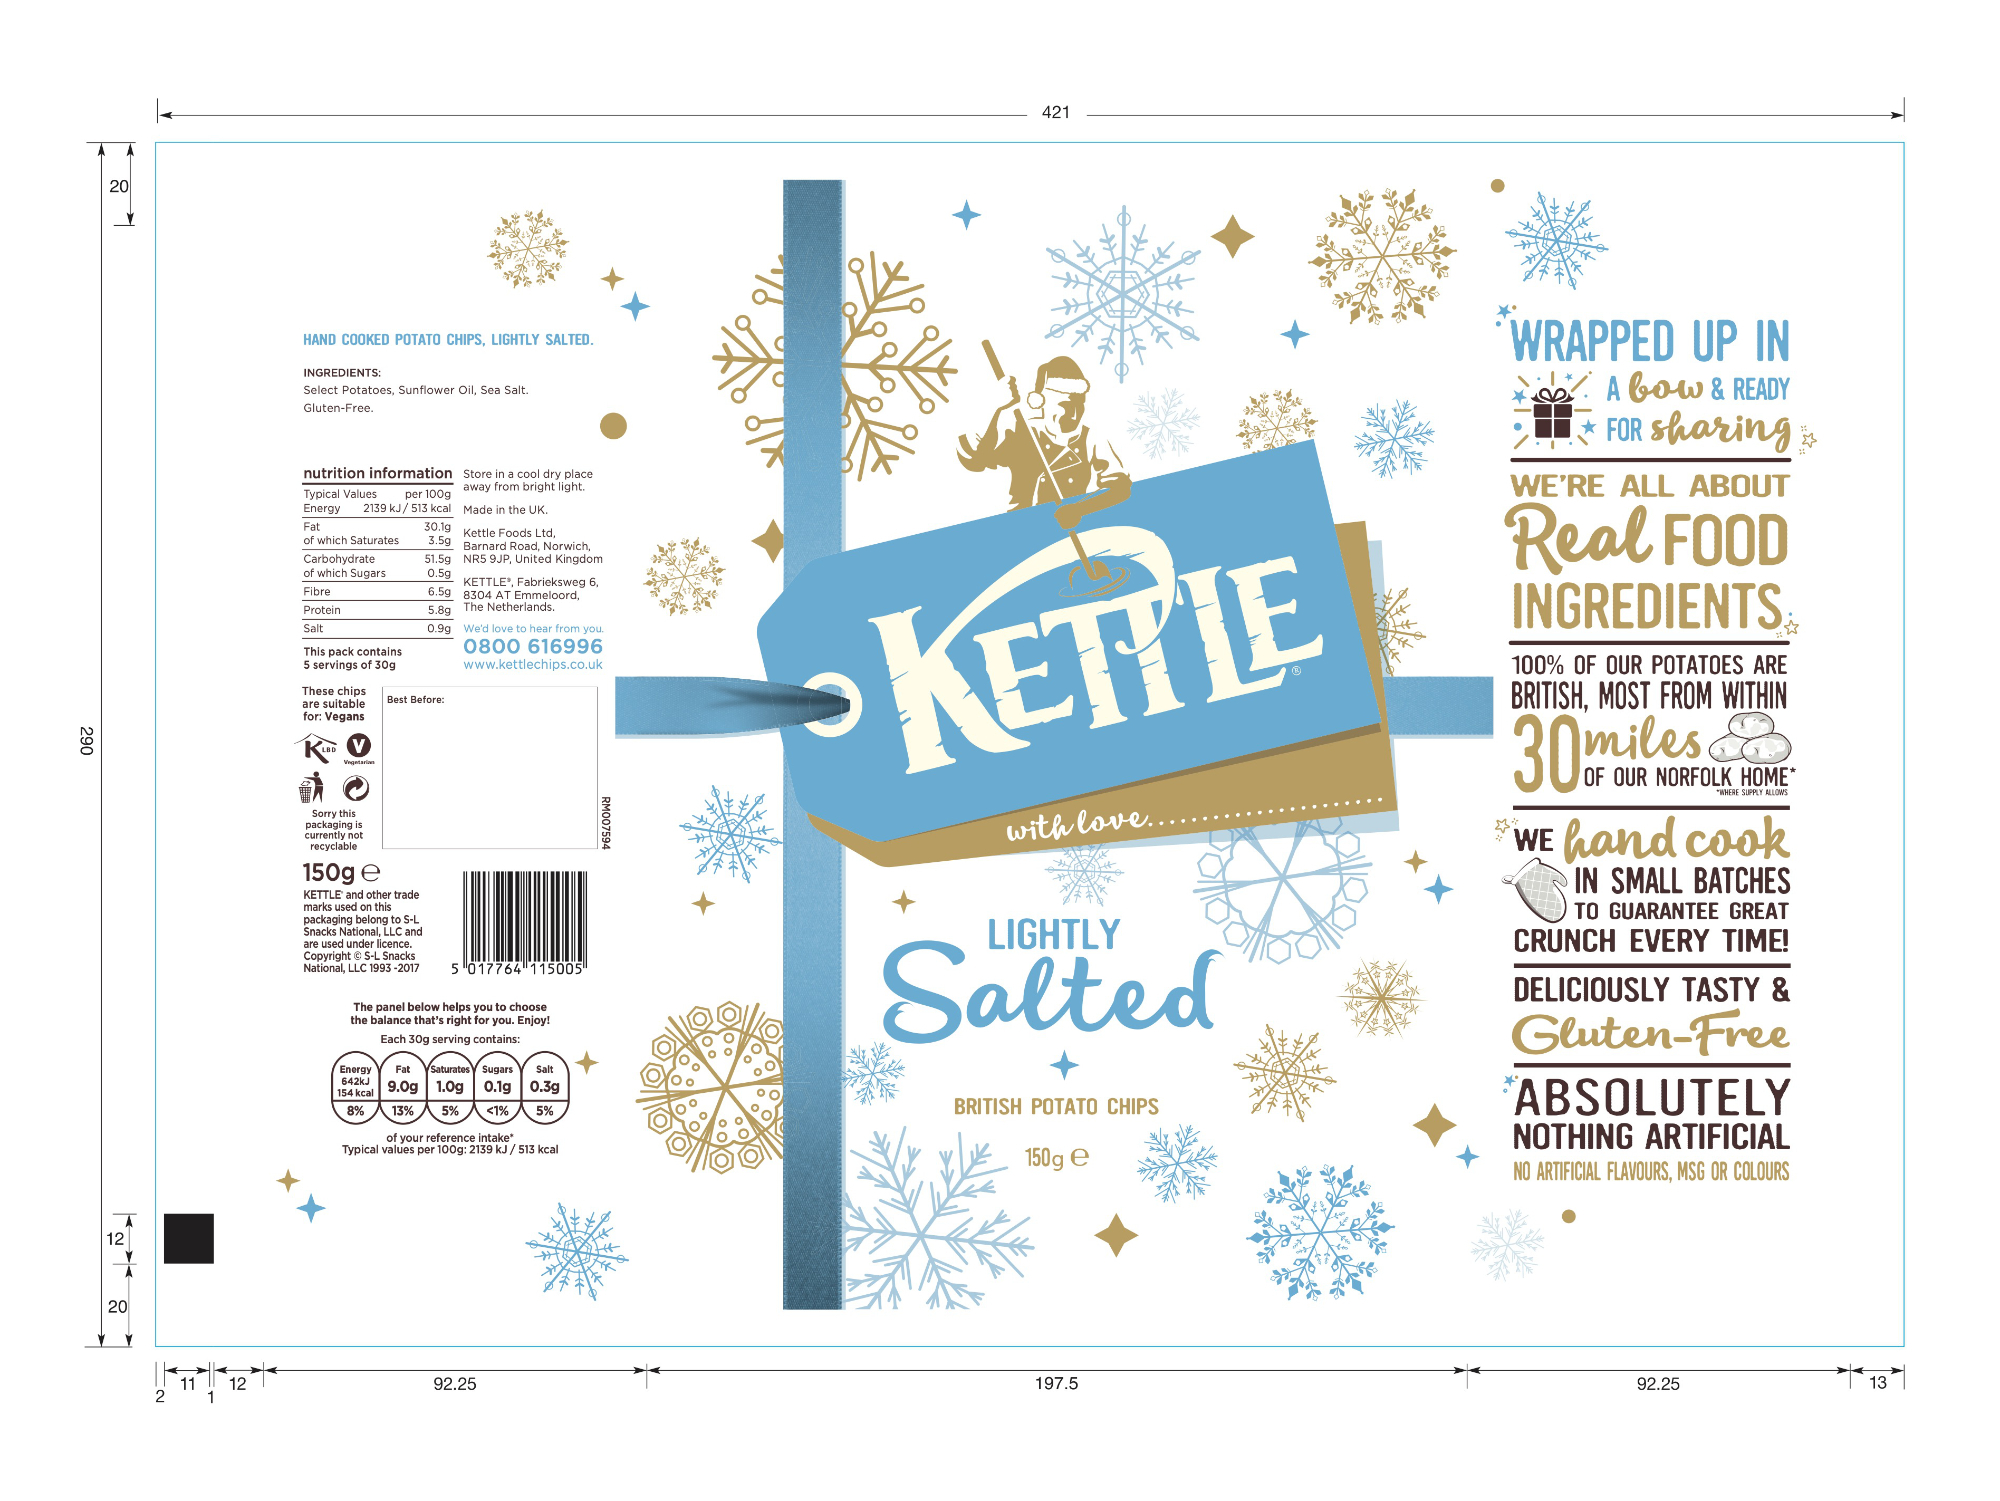 421
20
290
12
20
HAND COOKED POTATO CHIPS, LIGHTLY SALTED.
INGREDIENTS:
Select Potatoes, Sunflower Oil, Sea Salt.
Gluten-Free.
nutrition information
Typical Values per 100g
Energy 2139 kJ / 513 kcal
Fat 30.1g
of which Saturates 3.5g
Carbohydrate 51.5g
of which Sugars 0.5g
Fibre 6.5g
Protein 5.8g
Salt 0.9g
This pack contains
5 servings of 30g
Store in a cool dry place
away from bright light.
Made in the UK.
Kettle Foods Ltd,
Barnard Road, Norwich,
NR5 9JP, United Kingdom
KETTLE®, Fabrieksweg 6,
8304 AT Emmeloord,
The Netherlands.
We'd love to hear from you.
0800 616996
www.kettlechips.co.uk
These chips
are suitable
for: Vegans
K LBD
V
Vegetarian
Sorry this
packaging is
currently not
recyclable
Best Before:
RM007594
150g ℮
KETTLE® and other trade
marks used on this
packaging belong to S-L
Snacks National, LLC and
are used under licence.
Copyright © S-L Snacks
National, LLC 1993 -2017
5 017764 115005
The panel below helps you to choose
the balance that's right for you. Enjoy!
Each 30g serving contains:
Energy 642kJ 154 kcal 8%
Fat 9.0g 13%
Saturates 1.0g 5%
Sugars 0.1g <1%
Salt 0.3g 5%
of your reference intake*
Typical values per 100g: 2139 kJ / 513 kcal
KETTLE®
with love....................
LIGHTLY
Salted
BRITISH POTATO CHIPS
150g ℮
WRAPPED UP IN
A bow & READY
FOR sharing
WE'RE ALL ABOUT
Real FOOD
INGREDIENTS
100% OF OUR POTATOES ARE
BRITISH, MOST FROM WITHIN
30 miles
OF OUR NORFOLK HOME*
*WHERE SUPPLY ALLOWS
WE hand cook
IN SMALL BATCHES
TO GUARANTEE GREAT
CRUNCH EVERY TIME!
DELICIOUSLY TASTY &
Gluten-Free
ABSOLUTELY
NOTHING ARTIFICIAL
NO ARTIFICIAL FLAVOURS, MSG OR COLOURS
2 11 1 12 92.25 197.5 92.25 13